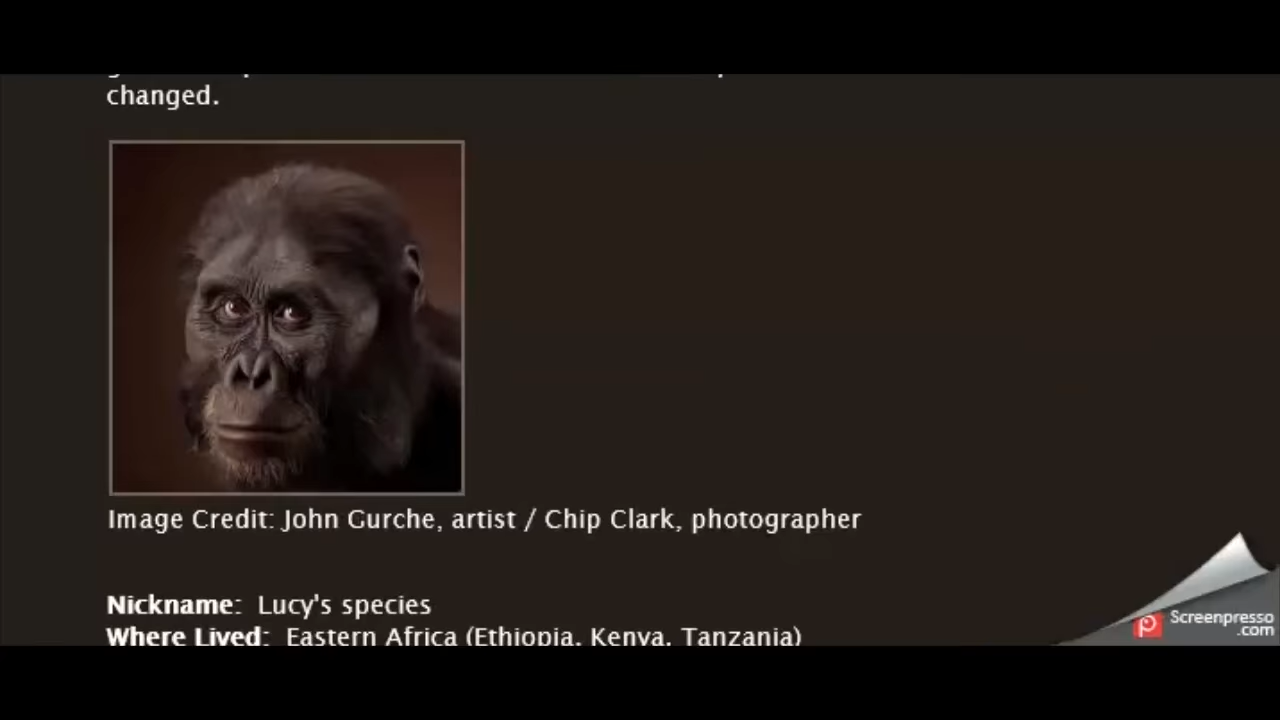 changed.
Image Credit: John Gurche, artist / Chip Clark, photographer
Nickname: Lucy's species
Where Lived: Eastern Africa (Ethiopia, Kenya, Tanzania)
Screenpresso
.com